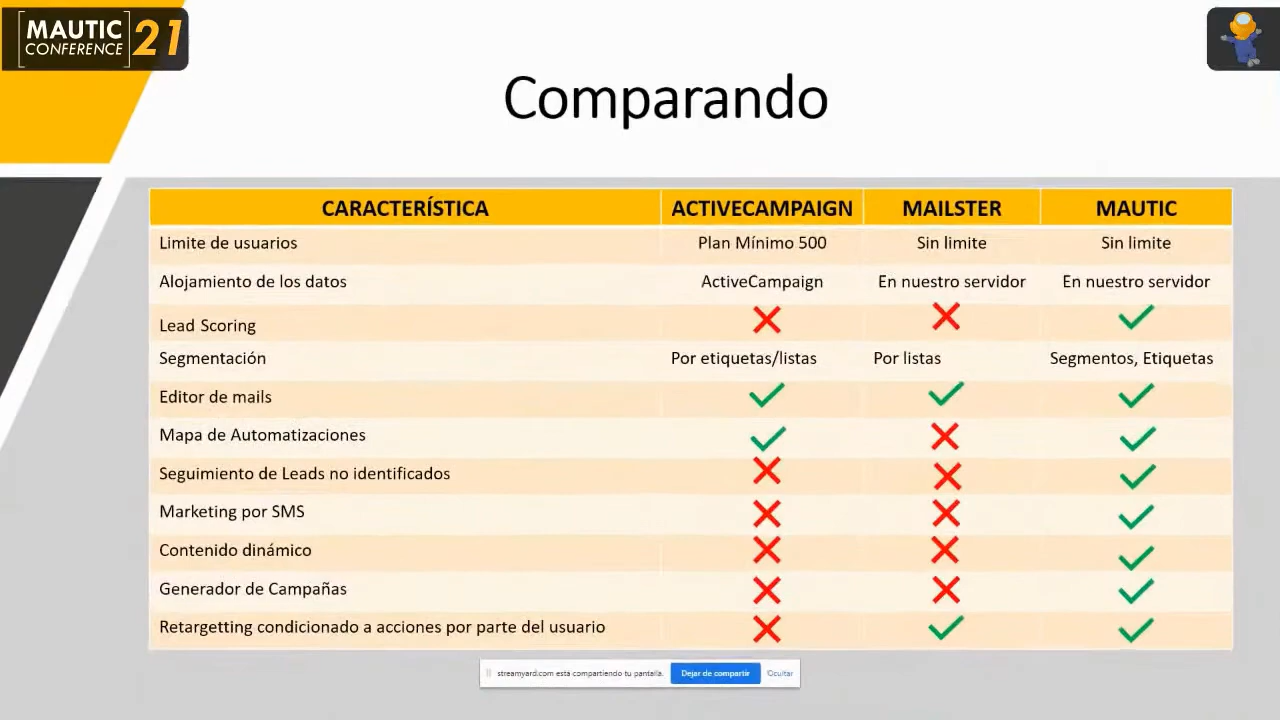 MAUTIC
CONFERENCE 21
Comparando
CARACTERÍSTICA ACTIVECAMPAIGN MAILSTER MAUTIC
Limite de usuarios Plan Mínimo 500 Sin limite Sin limite
Alojamiento de los datos ActiveCampaign En nuestro servidor En nuestro servidor
Lead Scoring
Segmentación Por etiquetas/listas Por listas Segmentos, Etiquetas
Editor de mails
Mapa de Automatizaciones
Seguimiento de Leads no identificados
Marketing por SMS
Contenido dinámico
Generador de Campañas
Retargetting condicionado a acciones por parte del usuario
streamyard.com está compartiendo tu pantalla. Dejar de compartir Ocultar